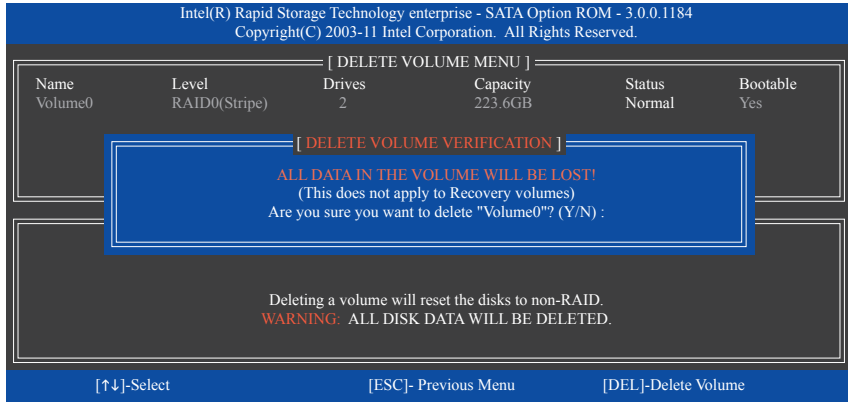 Intel(R) Rapid Storage Technology enterprise - SATA Option ROM - 3.0.0.1184
Copyright(C) 2003-11 Intel Corporation. All Rights Reserved.
[ DELETE VOLUME MENU ]
Name Level Drives Capacity Status Bootable
Volume0 RAID0(Stripe) 2 223.6GB Normal Yes
[ DELETE VOLUME VERIFICATION ]
ALL DATA IN THE VOLUME WILL BE LOST!
(This does not apply to Recovery volumes)
Are you sure you want to delete "Volume0"? (Y/N) :
Deleting a volume will reset the disks to non-RAID.
WARNING: ALL DISK DATA WILL BE DELETED.
[↑↓]-Select [ESC]- Previous Menu [DEL]-Delete Volume